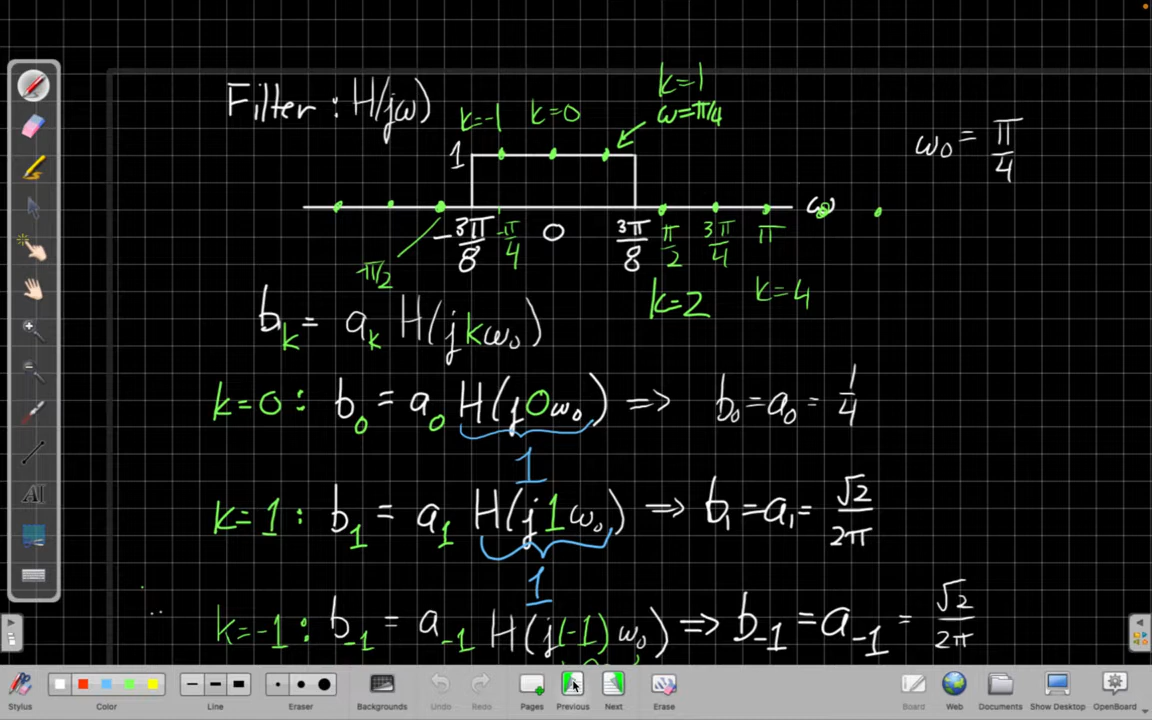 Filter : H(jω)
k=-1
k=0
k=1
ω=π/4
1
ω
ω₀ = π/4
-3π/8
-π/4
0
3π/8
π/2
3π/4
π
-π/2
k=2
k=4
b_k = a_k H(jkω₀)
k=0: b₀ = a₀ H(j0ω₀) => b₀ = a₀ = 1/4
1
k=1: b₁ = a₁ H(j1ω₀) => b₁ = a₁ = √2/2π
1
k=-1: b₋₁ = a₋₁ H(j(-1)ω₀) => b₋₁ = a₋₁ = √2/2π
Stylus
Color
Line
Eraser
Backgrounds
Undo
Redo
Pages
Previous
Next
Erase
Board
Web
Documents
Show Desktop
OpenBoard